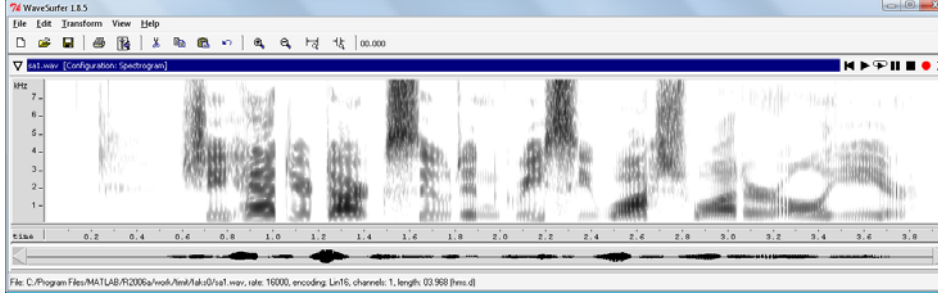 WaveSurfer 1.8.5
File Edit Transform View Help
00.000
sa1.wav [Configuration: Spectrogram]
kHz
7
6
5
4
3
2
1
time 0.2 0.4 0.6 0.8 1.0 1.2 1.4 1.6 1.8 2.0 2.2 2.4 2.6 2.8 3.0 3.2 3.4 3.6 3.8
File: C:/Program Files/MATLAB/R2006a/work/timit/faks0/sa1.wav, rate: 16000, encoding: Lin16, channels: 1, length: 03.968 (hms.d)